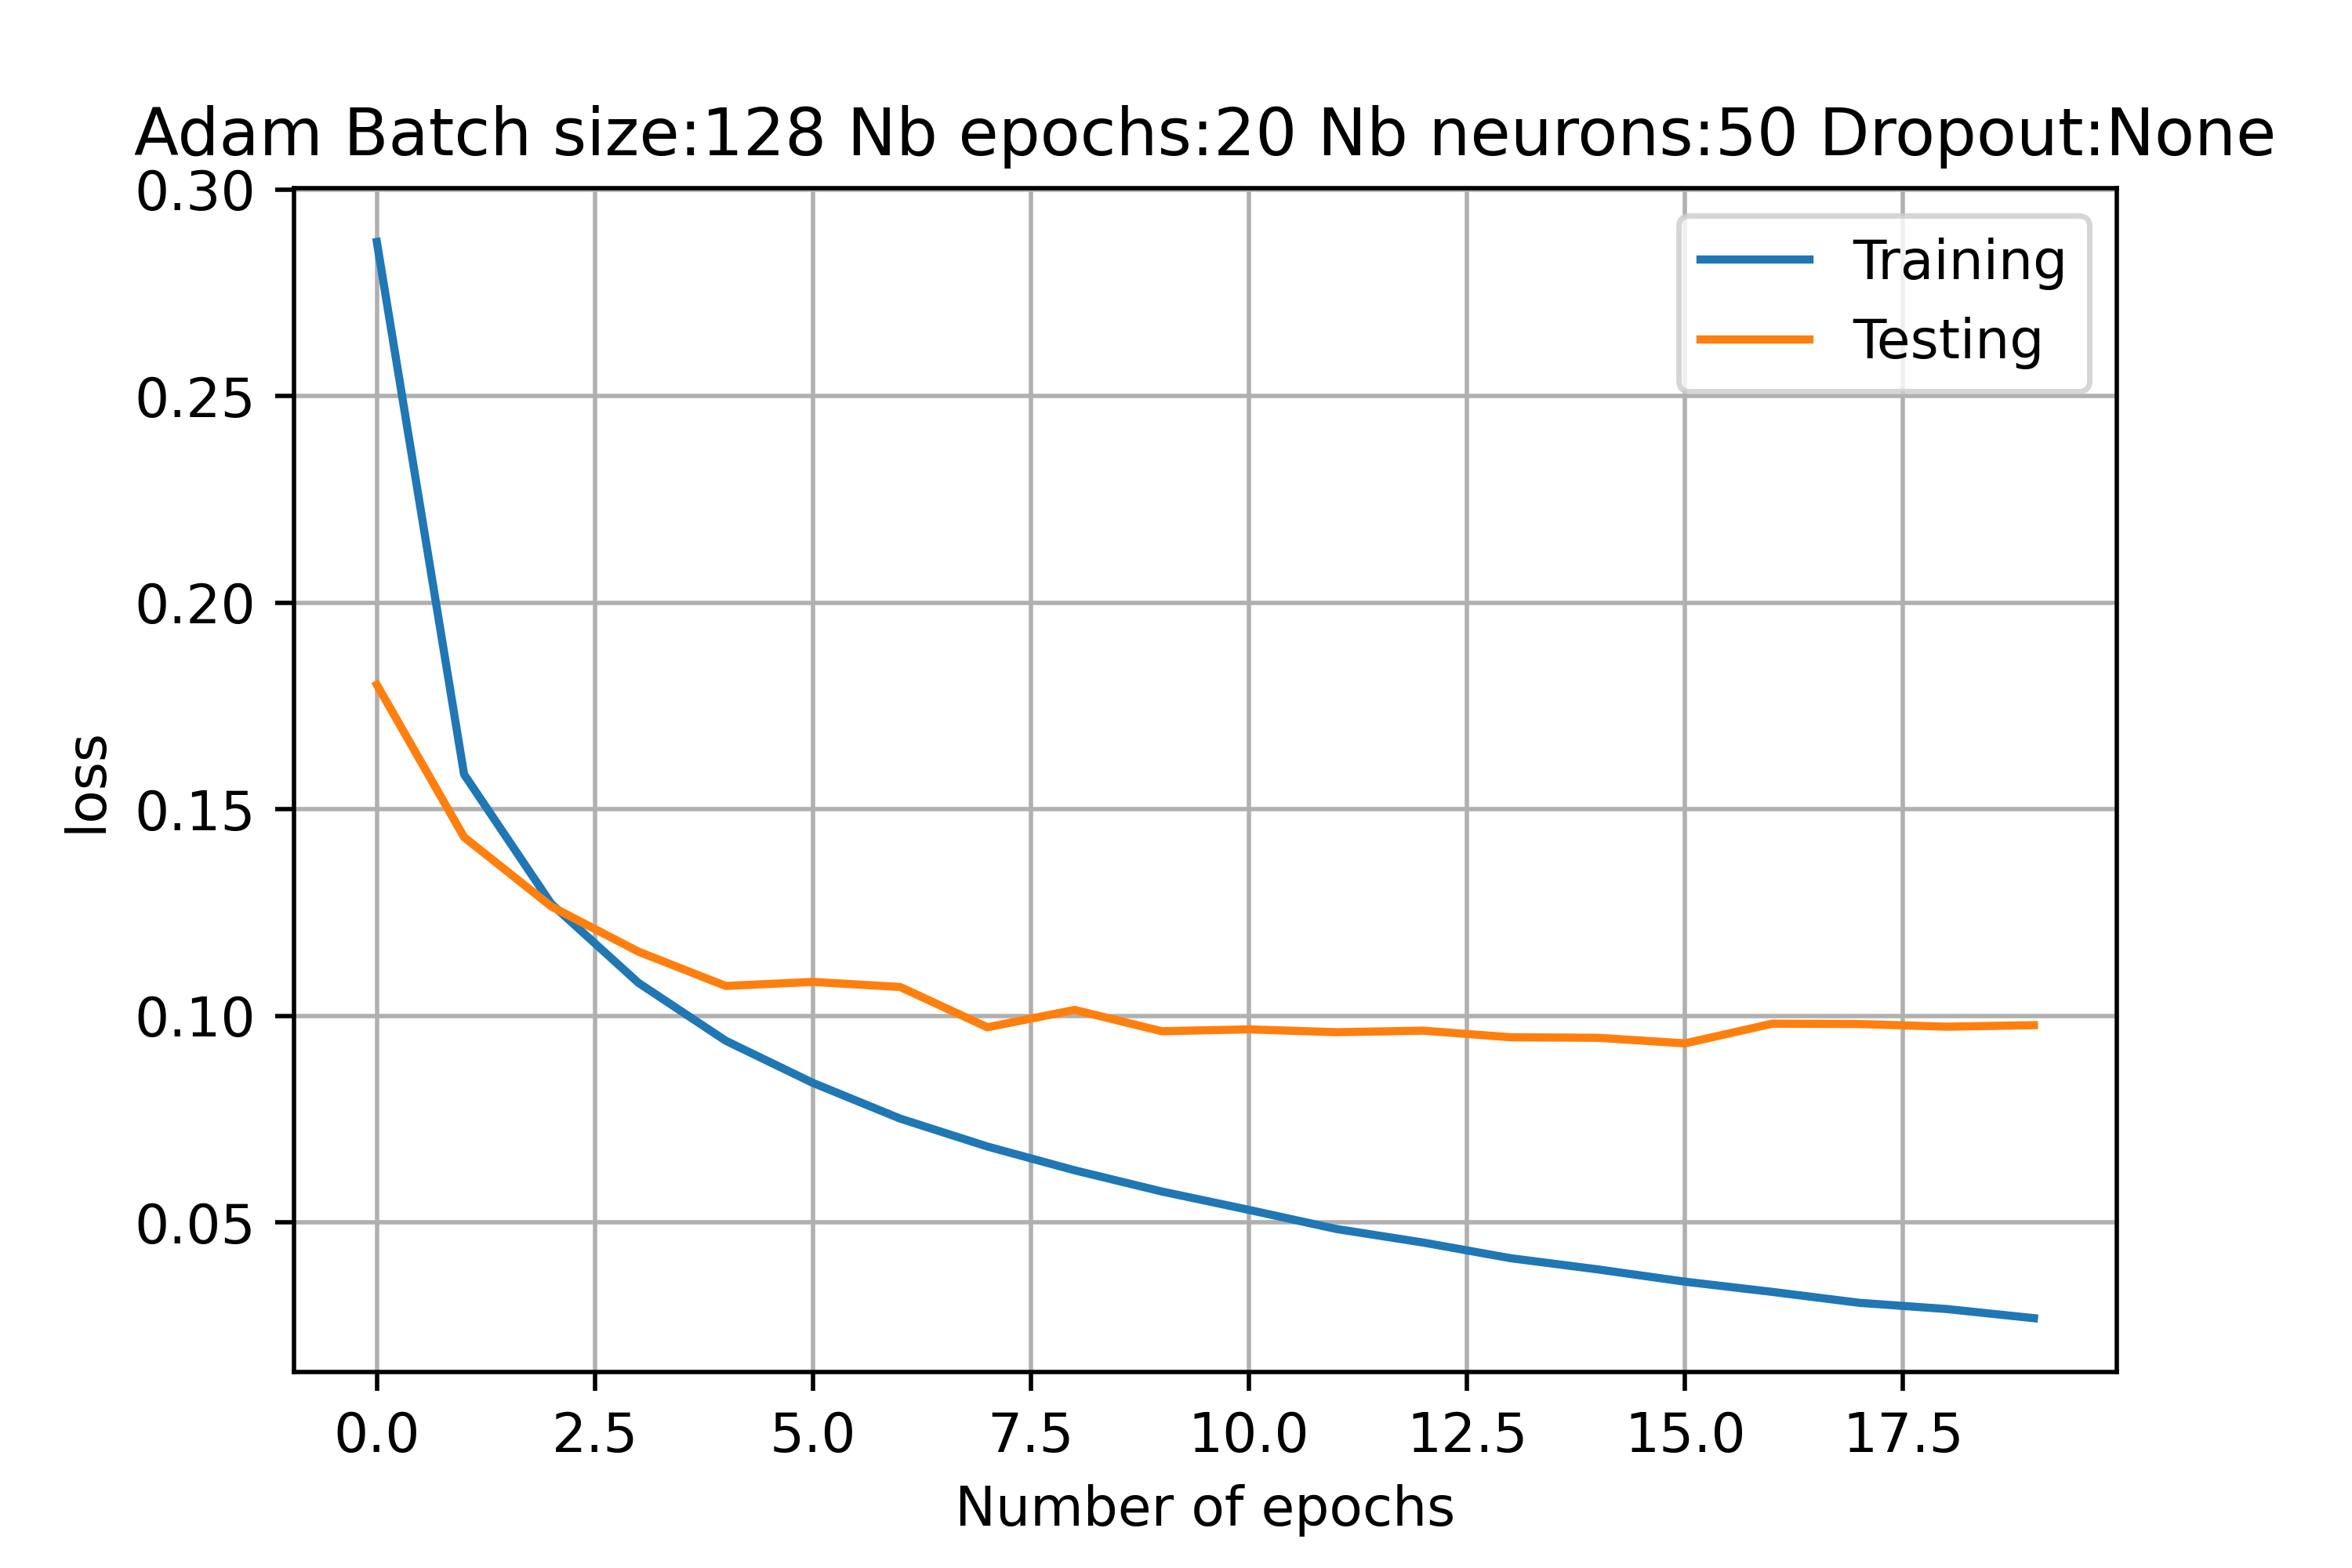 Adam Batch size:128 Nb epochs:20 Nb neurons:50 Dropout:None
0.30
0.25
0.20
0.15
0.10
0.05
loss
Training
Testing
0.0 2.5 5.0 7.5 10.0 12.5 15.0 17.5
Number of epochs